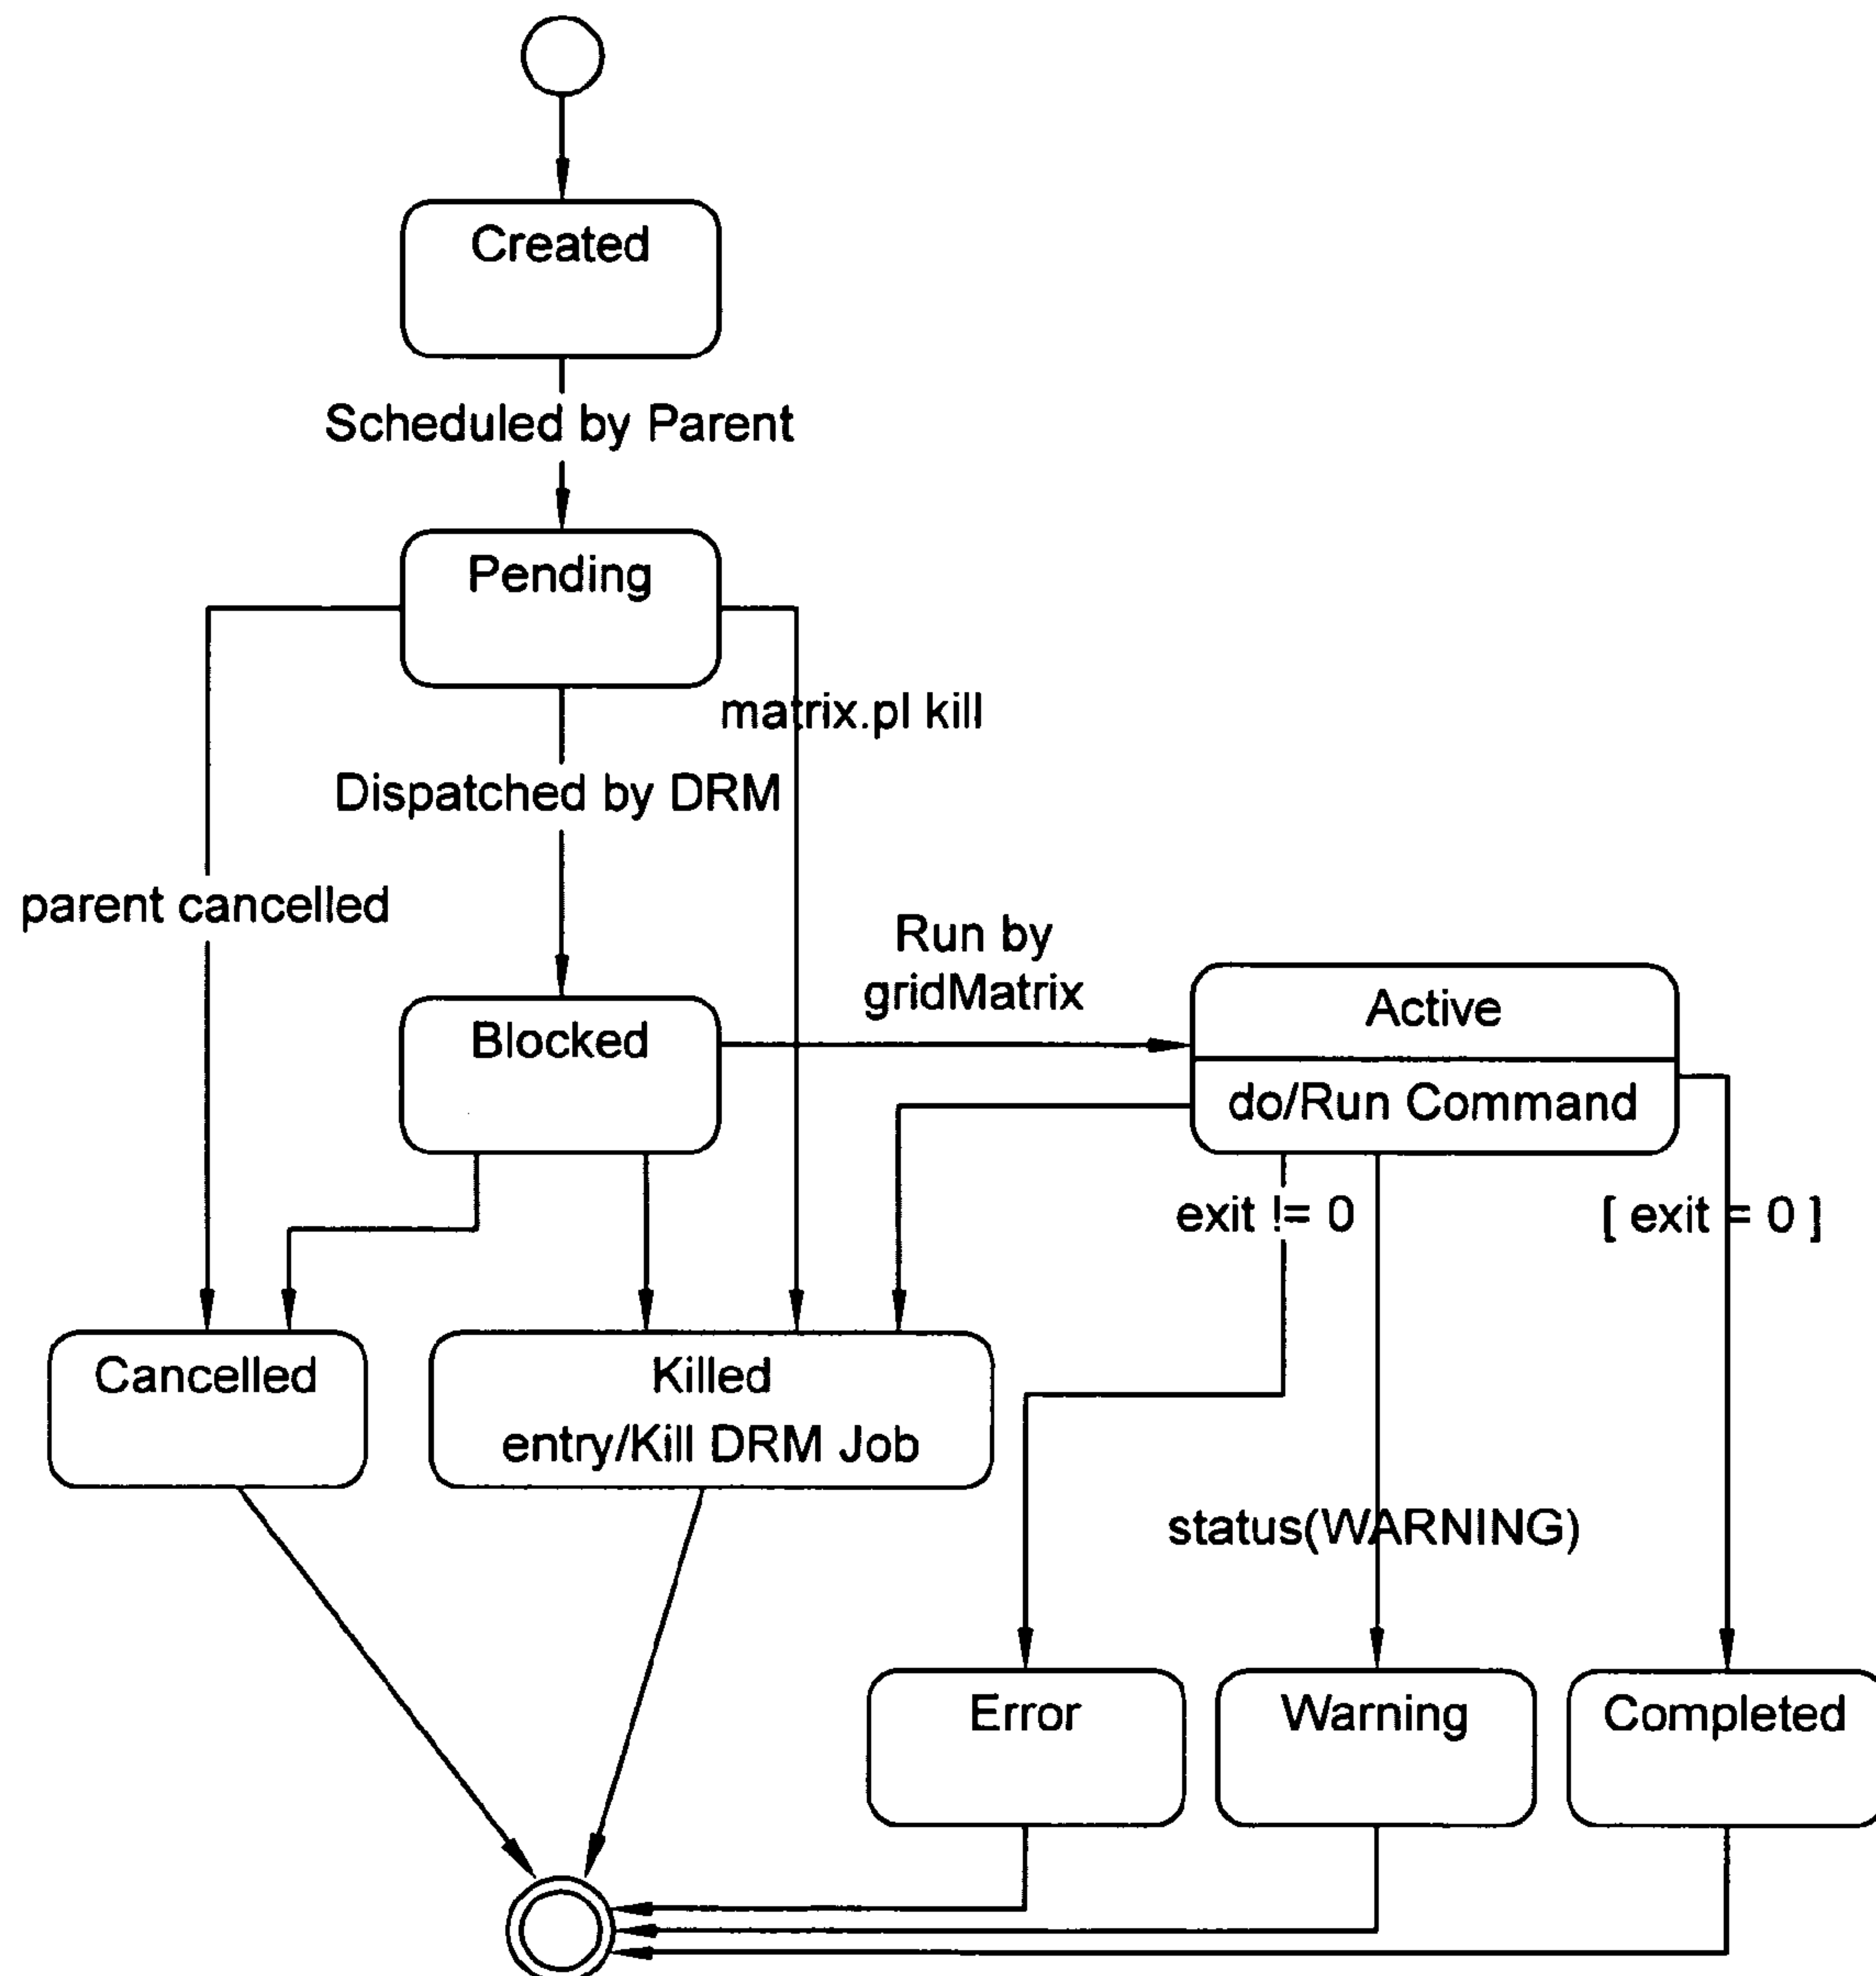 Created
Scheduled by Parent
Pending
matrix.pl kill
Dispatched by DRM
parent cancelled
Run by
gridMatrix
Blocked
Active
do/Run Command
exit != 0
[ exit = 0 ]
Cancelled
Killed
entry/Kill DRM Job
status(WARNING)
Error
Warning
Completed